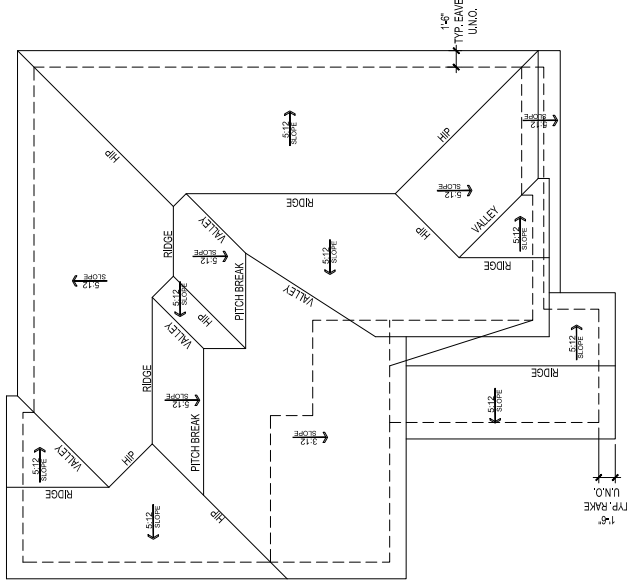 1'-6"
TYP. EAVE
U.N.O.
HIP
5:12
SLOPE
HIP
5:12
SLOPE
5:12
SLOPE
RIDGE
VALLEY
RIDGE
5:12
SLOPE
5:12
SLOPE
VALLEY
HIP
5:12
SLOPE
5:12
SLOPE
5:12
SLOPE
HIP
VALLEY
PITCH BREAK
VALLEY
RIDGE
RIDGE
VALLEY
5:12
SLOPE
5:12
SLOPE
PITCH BREAK
RIDGE
5:12
SLOPE
VALLEY
HIP
RIDGE
5:12
SLOPE
3:12
SLOPE
5:12
SLOPE
HIP
1'-6"
TYP. RAKE
U.N.O.